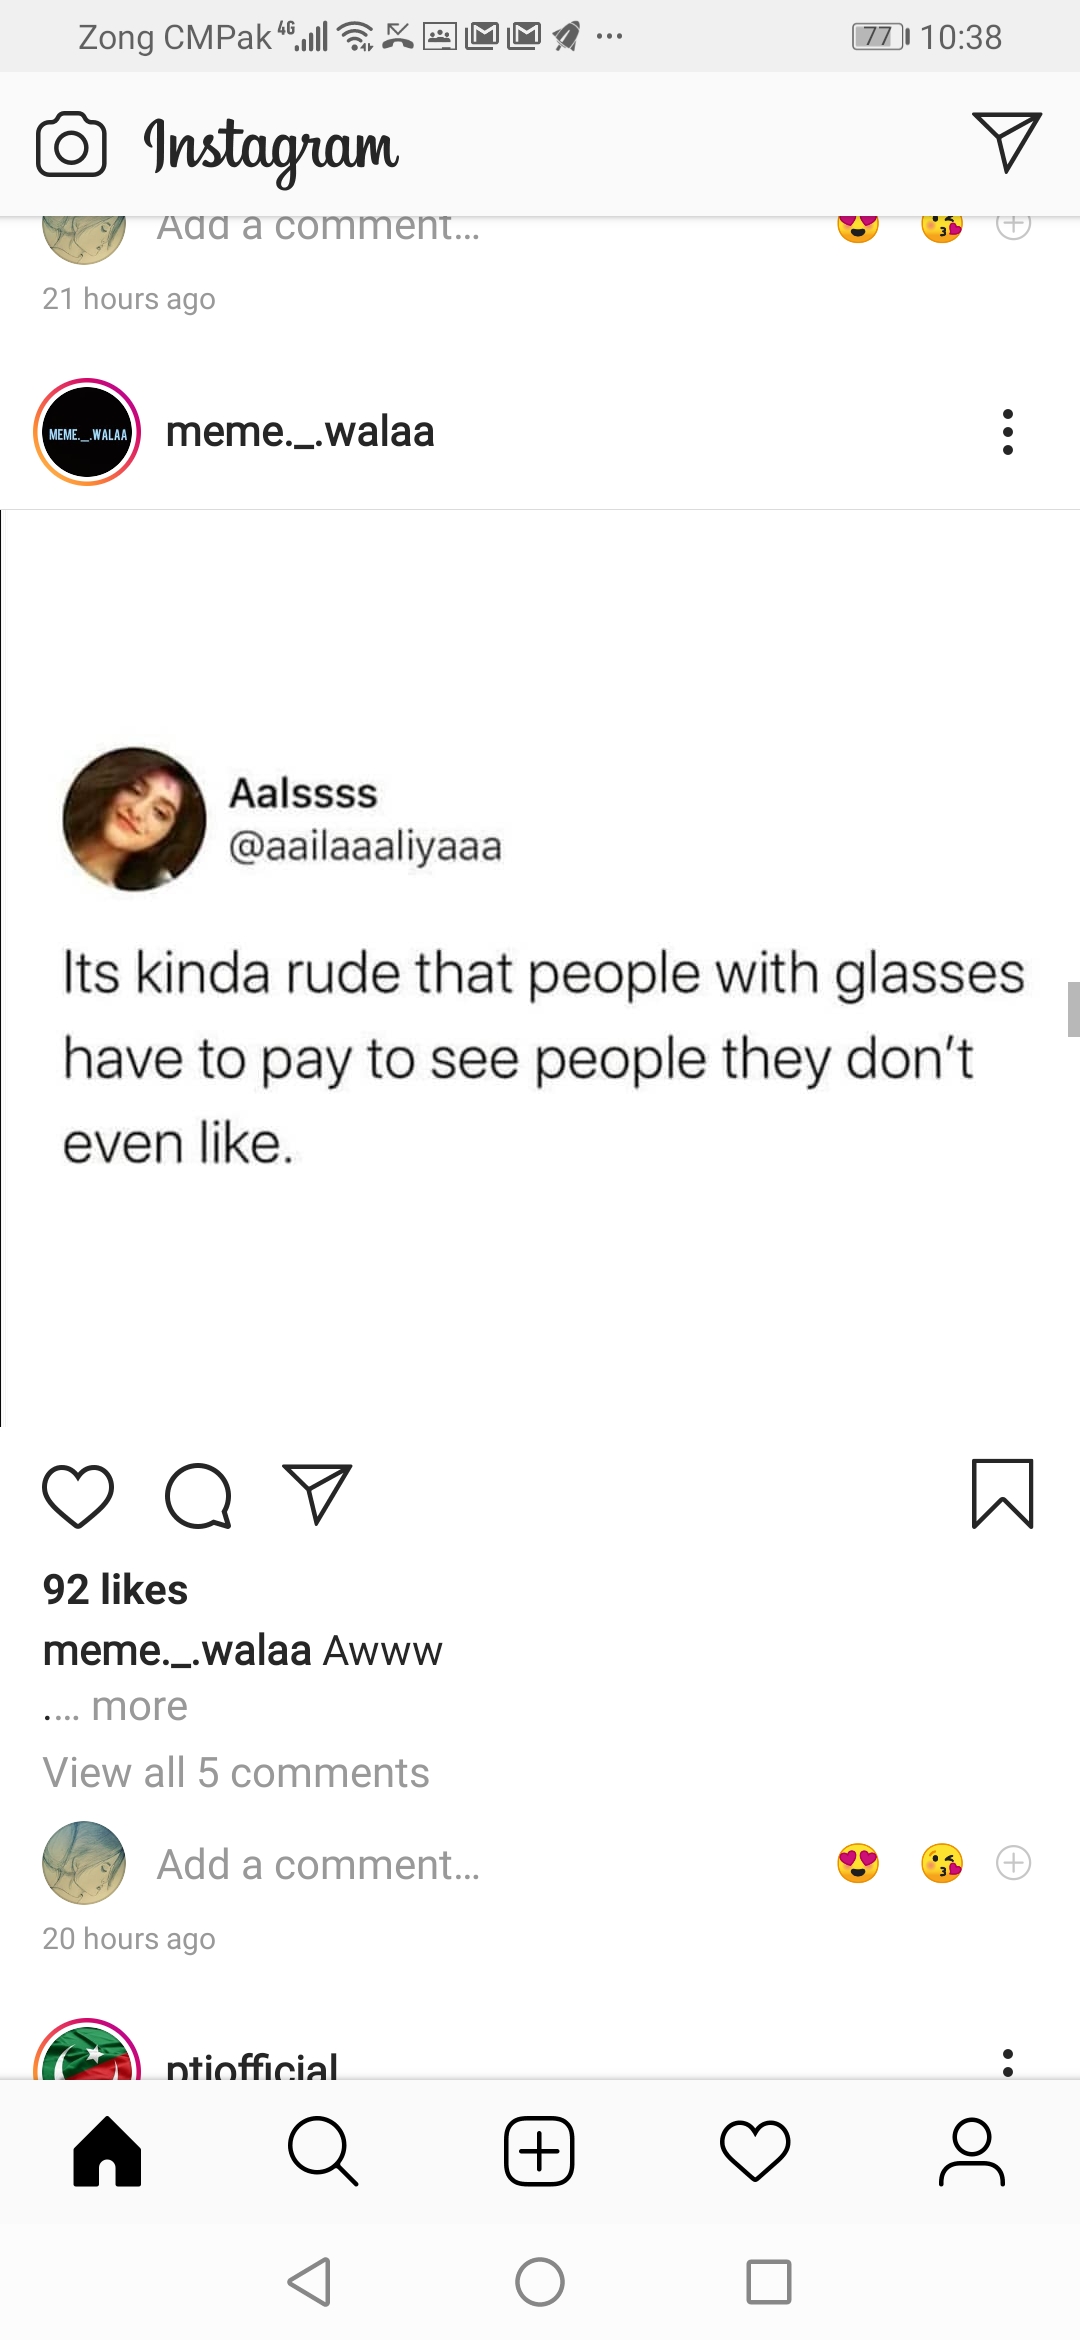 Zong CMPak 4G 77 10:38
Instagram
Add a comment...
21 hours ago
MEME._.WALAA meme._.walaa
Aalssss
@aailaaaliyaaa
Its kinda rude that people with glasses
have to pay to see people they don't
even like.
92 likes
meme._.walaa Awww
.... more
View all 5 comments
Add a comment...
20 hours ago
ptiofficial